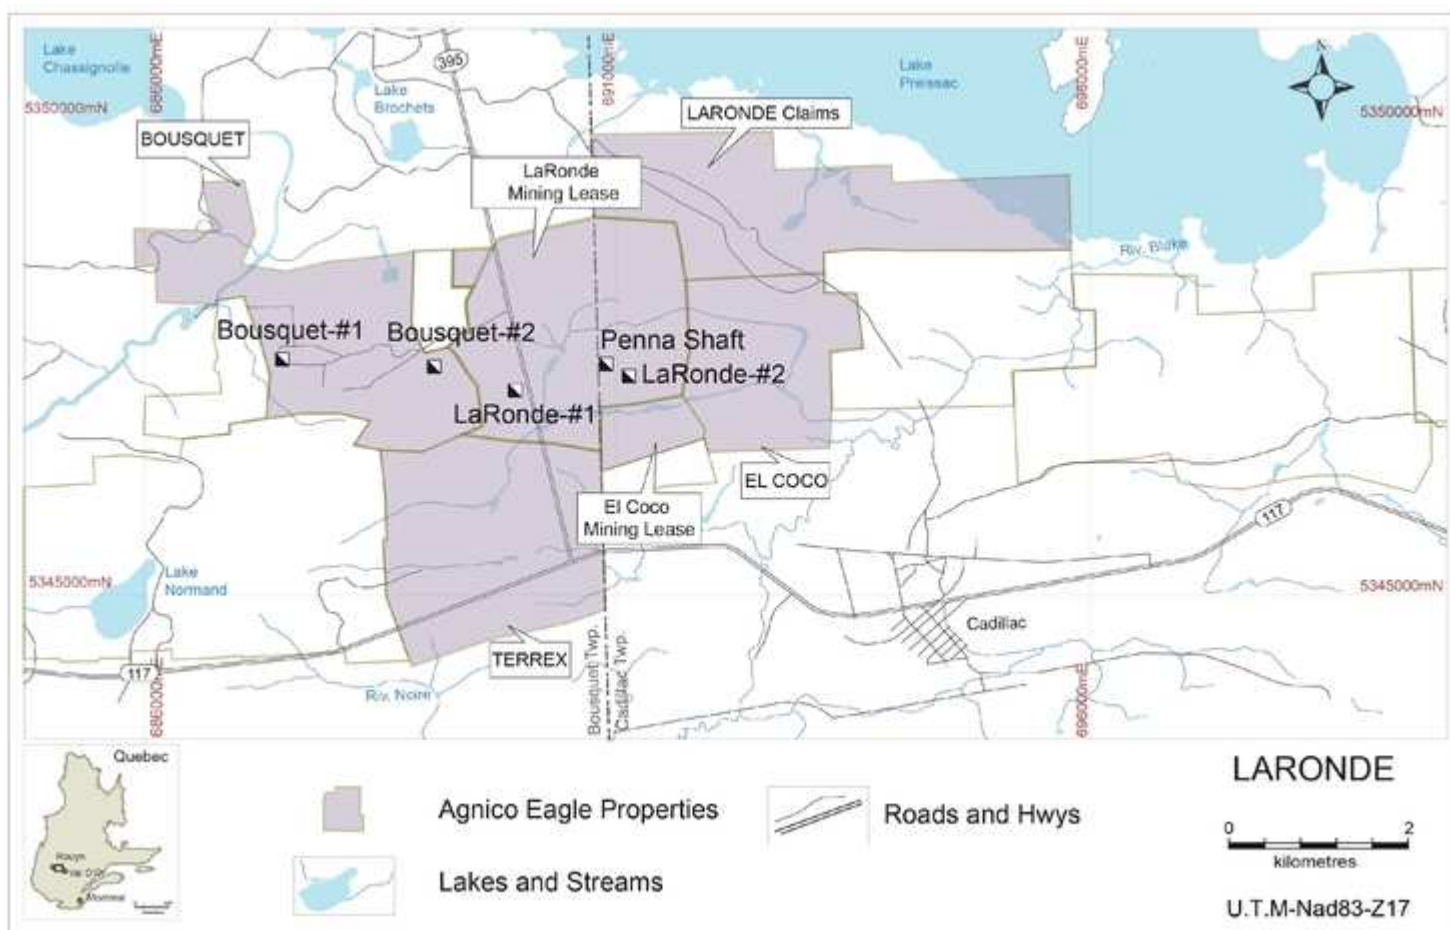 Lake
Chassignolle
686000mE
395
691000mE
Lake
Preissac
696000mE
N
5350000mN
Lake
Brochets
LARONDE Claims
5350000mN
BOUSQUET
LaRonde
Mining Lease
Riv. Blake
Bousquet-#1
Bousquet-#2
Penna Shaft
LaRonde-#2
LaRonde-#1
EL COCO
El Coco
Mining Lease
117
5345000mN
Lake
Normand
5345000mN
Cadillac
TERREX
117
686000mE
Riv. Noire
Bousquet Twp.
Cadillac Twp.
696000mE
Quebec
Rouyn
Val D'Or
Agnico Eagle Properties
Roads and Hwys
Lakes and Streams
LARONDE
0 2
kilometres
U.T.M-Nad83-Z17